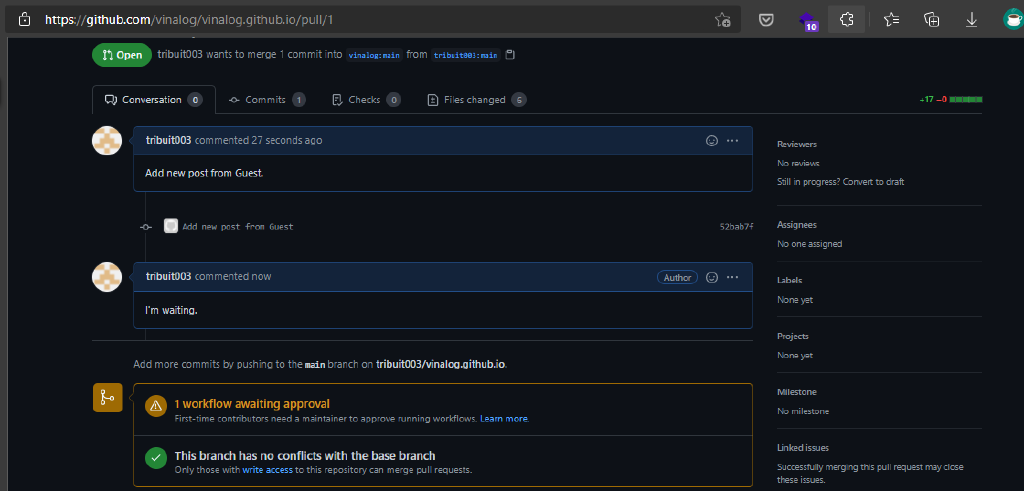 https://github.com/vinalog/vinalog.github.io/pull/1
10
Open tribuit003 wants to merge 1 commit into vinalog:main from tribuit003:main
Conversation 0 Commits 1 Checks 0 Files changed 5 +17 −0
tribuit003 commented 27 seconds ago
Add new post from Guest.
Add new post from Guest 52bab7f
tribuit003 commented now Author
I'm waiting.
Add more commits by pushing to the main branch on tribuit003/vinalog.github.io.
1 workflow awaiting approval
First-time contributors need a maintainer to approve running workflows. Learn more.
This branch has no conflicts with the base branch
Only those with write access to this repository can merge pull requests.
Reviewers
No reviews
Still in progress? Convert to draft
Assignees
No one assigned
Labels
None yet
Projects
None yet
Milestone
No milestone
Linked issues
Successfully merging this pull request may close
these issues.